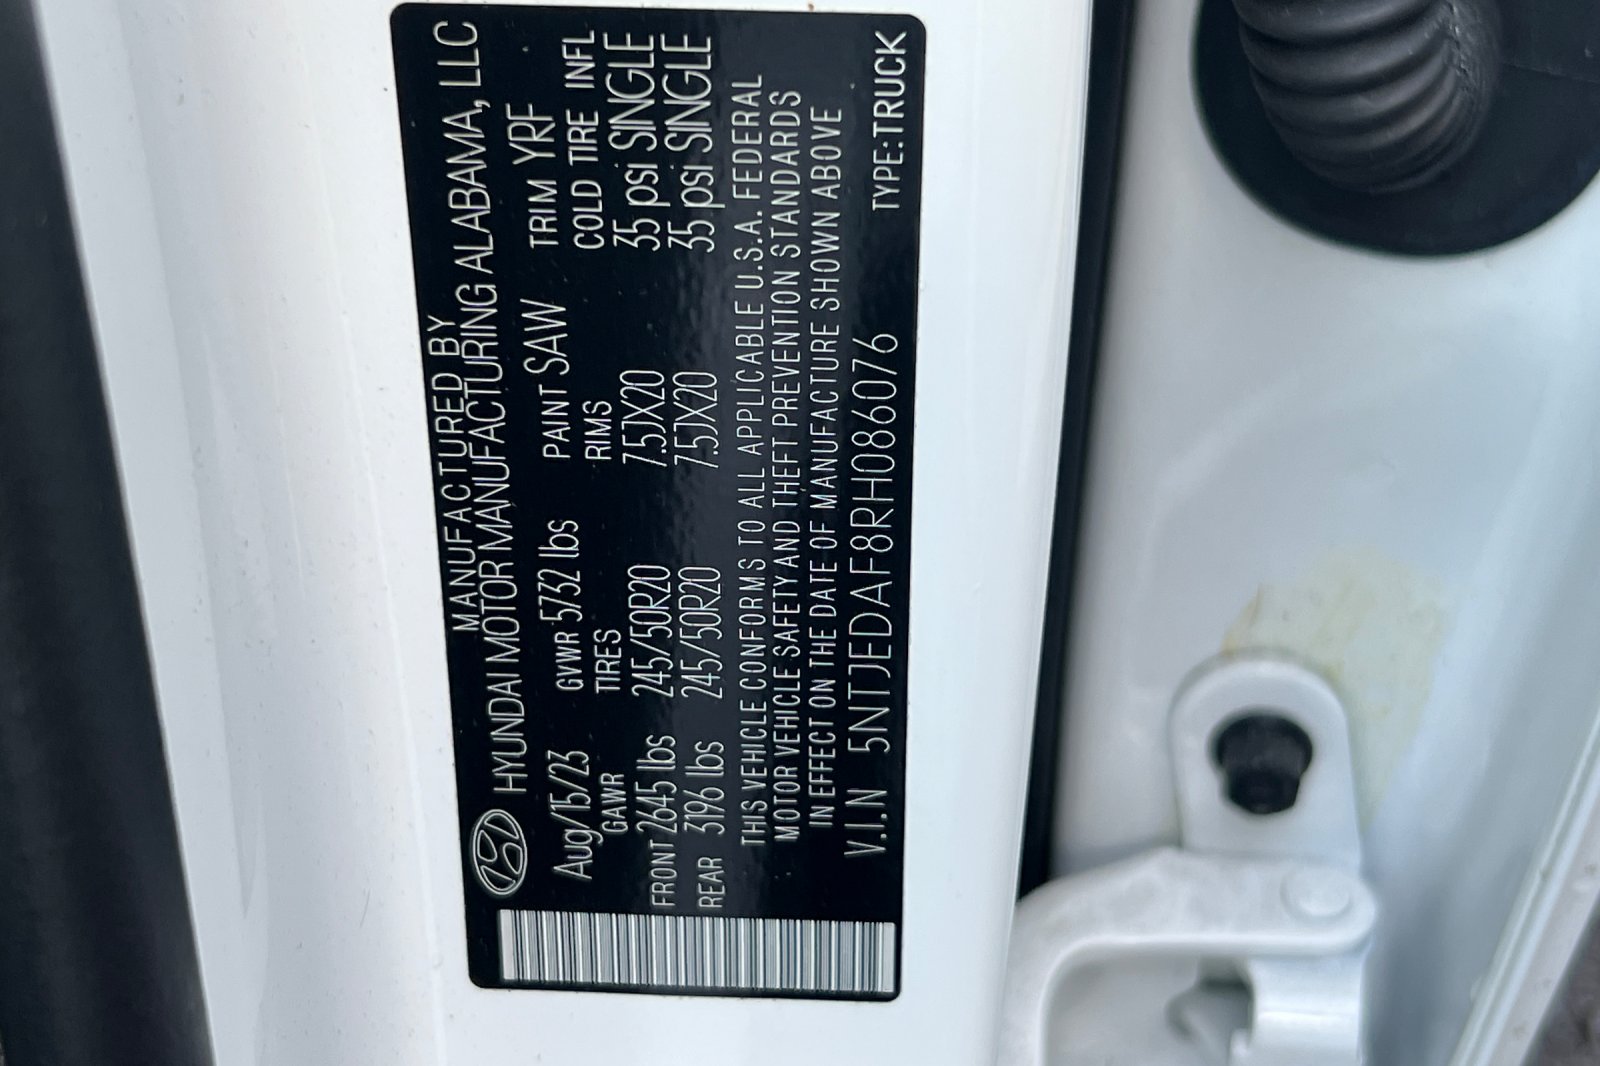 MANUFACTURED BY
HYUNDAI MOTOR MANUFACTURING ALABAMA, LLC
Aug/15/23 GVWR 5732 lbs PAINT SAW TRIM YRF
GAWR TIRES RIMS COLD TIRE INFL
FRONT 2645 lbs 245/50R20 7.5JX20 35 psi SINGLE
REAR 3196 lbs 245/50R20 7.5JX20 35 psi SINGLE
THIS VEHICLE CONFORMS TO ALL APPLICABLE U.S.A. FEDERAL
MOTOR VEHICLE SAFETY AND THEFT PREVENTION STANDARDS
IN EFFECT ON THE DATE OF MANUFACTURE SHOWN ABOVE
V.I.N 5NTJEDAF8RH086076 TYPE:TRUCK